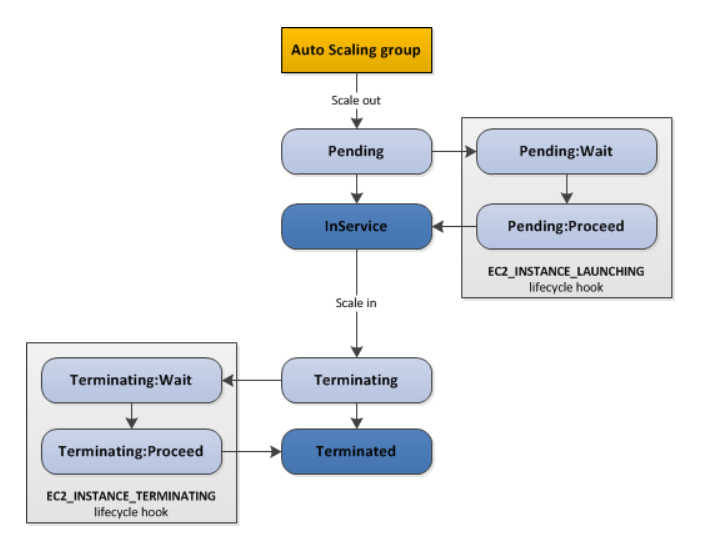 Auto Scaling group
Scale out
Pending
Pending:Wait
InService
Pending:Proceed
EC2_INSTANCE_LAUNCHING
lifecycle hook
Scale in
Terminating:Wait
Terminating
Terminating:Proceed
Terminated
EC2_INSTANCE_TERMINATING
lifecycle hook